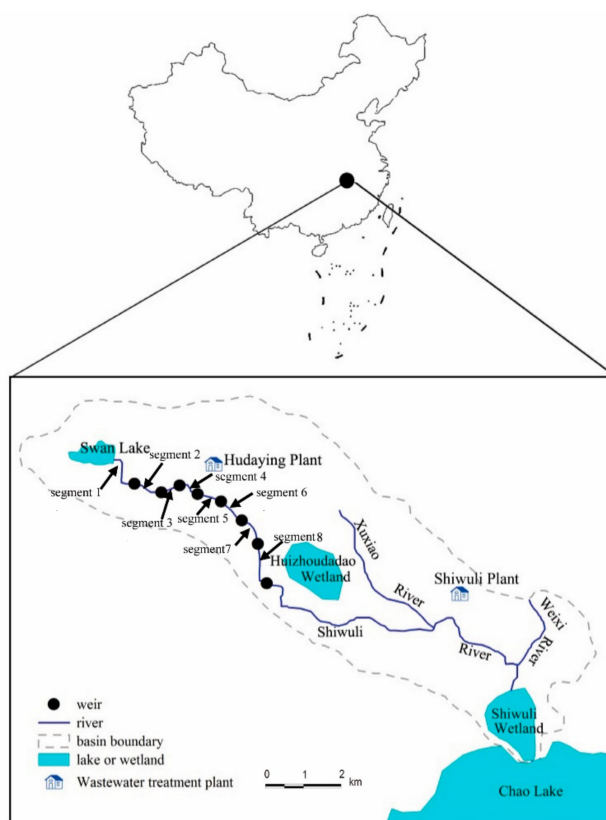 Swan Lake
segment 2
Hudaying Plant
segment 1
segment 4
segment 3
segment 5
segment 6
segment7
segment8
Huizhoudadao
Wetland
Xuxiao
River
Shiwuli Plant
Weixi
River
Shiwuli
River
Shiwuli
Wetland
Chao Lake
weir
river
basin boundary
lake or wetland
Wastewater treatment plant
0 1 2
km